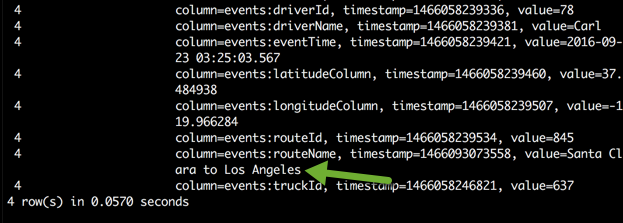 4 column=events:driverId, timestamp=1466058239336, value=78
4 column=events:driverName, timestamp=1466058239381, value=Carl
4 column=events:eventTime, timestamp=1466058239421, value=2016-09-
23 03:25:03.567
4 column=events:latitudeColumn, timestamp=1466058239460, value=37.
484938
4 column=events:longitudeColumn, timestamp=1466058239507, value=-1
19.966284
4 column=events:routeId, timestamp=1466058239534, value=845
4 column=events:routeName, timestamp=1466093073558, value=Santa Cl
ara to Los Angeles
4 column=events:truckId, timestamp=1466058246821, value=637
4 row(s) in 0.0570 seconds